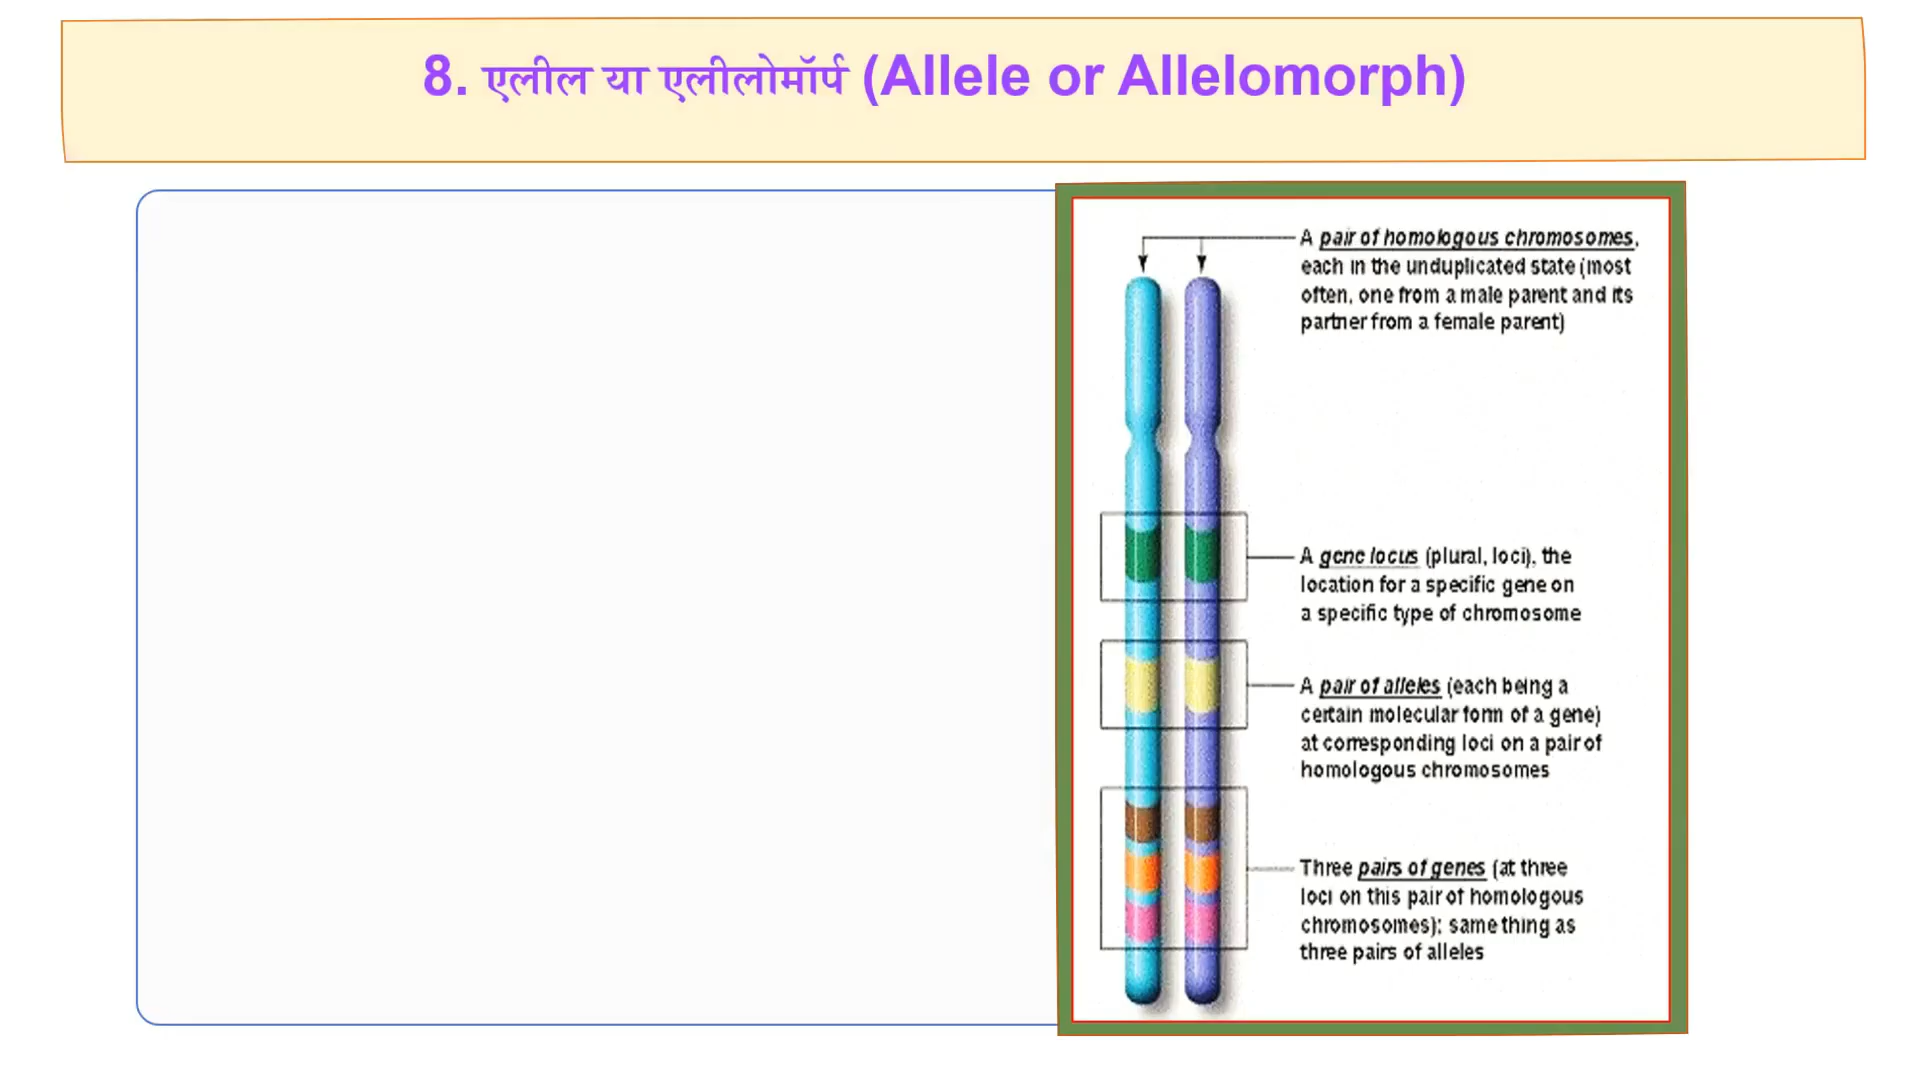 8. एलील या एलीलोमॉर्प (Allele or Allelomorph)
A pair of homologous chromosomes,
each in the unduplicated state (most
often, one from a male parent and its
partner from a female parent)
A gene locus (plural, loci), the
location for a specific gene on
a specific type of chromosome
A pair of alleles (each being a
certain molecular form of a gene)
at corresponding loci on a pair of
homologous chromosomes
Three pairs of genes (at three
loci on this pair of homologous
chromosomes); same thing as
three pairs of alleles